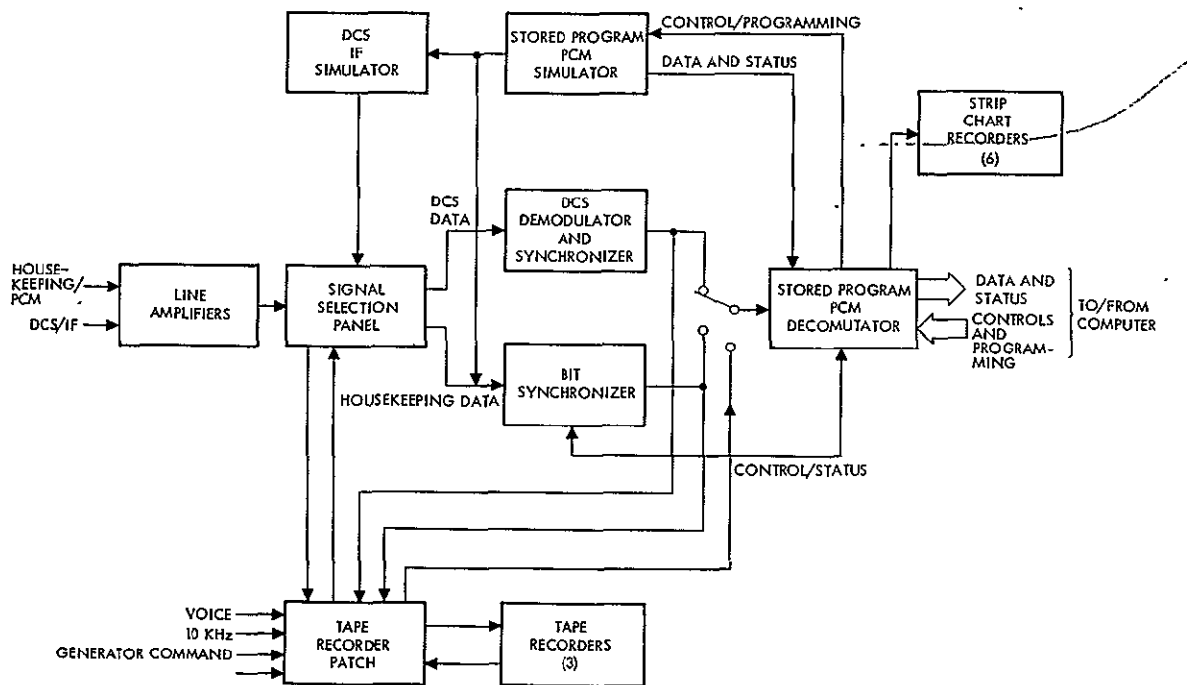 CONTROL/PROGRAMMING
DCS
IF
SIMULATOR
STORED PROGRAM
PCM
SIMULATOR
DATA AND STATUS
STRIP
CHART
RECORDERS
(6)
DCS
DATA
DCS
DEMODULATOR
AND
SYNCHRONIZER
HOUSE-
KEEPING/
PCM
DCS/IF
LINE
AMPLIFIERS
SIGNAL
SELECTION
PANEL
STORED PROGRAM
PCM
DECOMUTATOR
DATA AND
STATUS
CONTROLS
AND
PROGRAM-
MING
TO/FROM
COMPUTER
HOUSEKEEPING DATA
BIT
SYNCHRONIZER
CONTROL/STATUS
VOICE
10 KHz
GENERATOR COMMAND
TAPE
RECORDER
PATCH
TAPE
RECORDERS
(3)